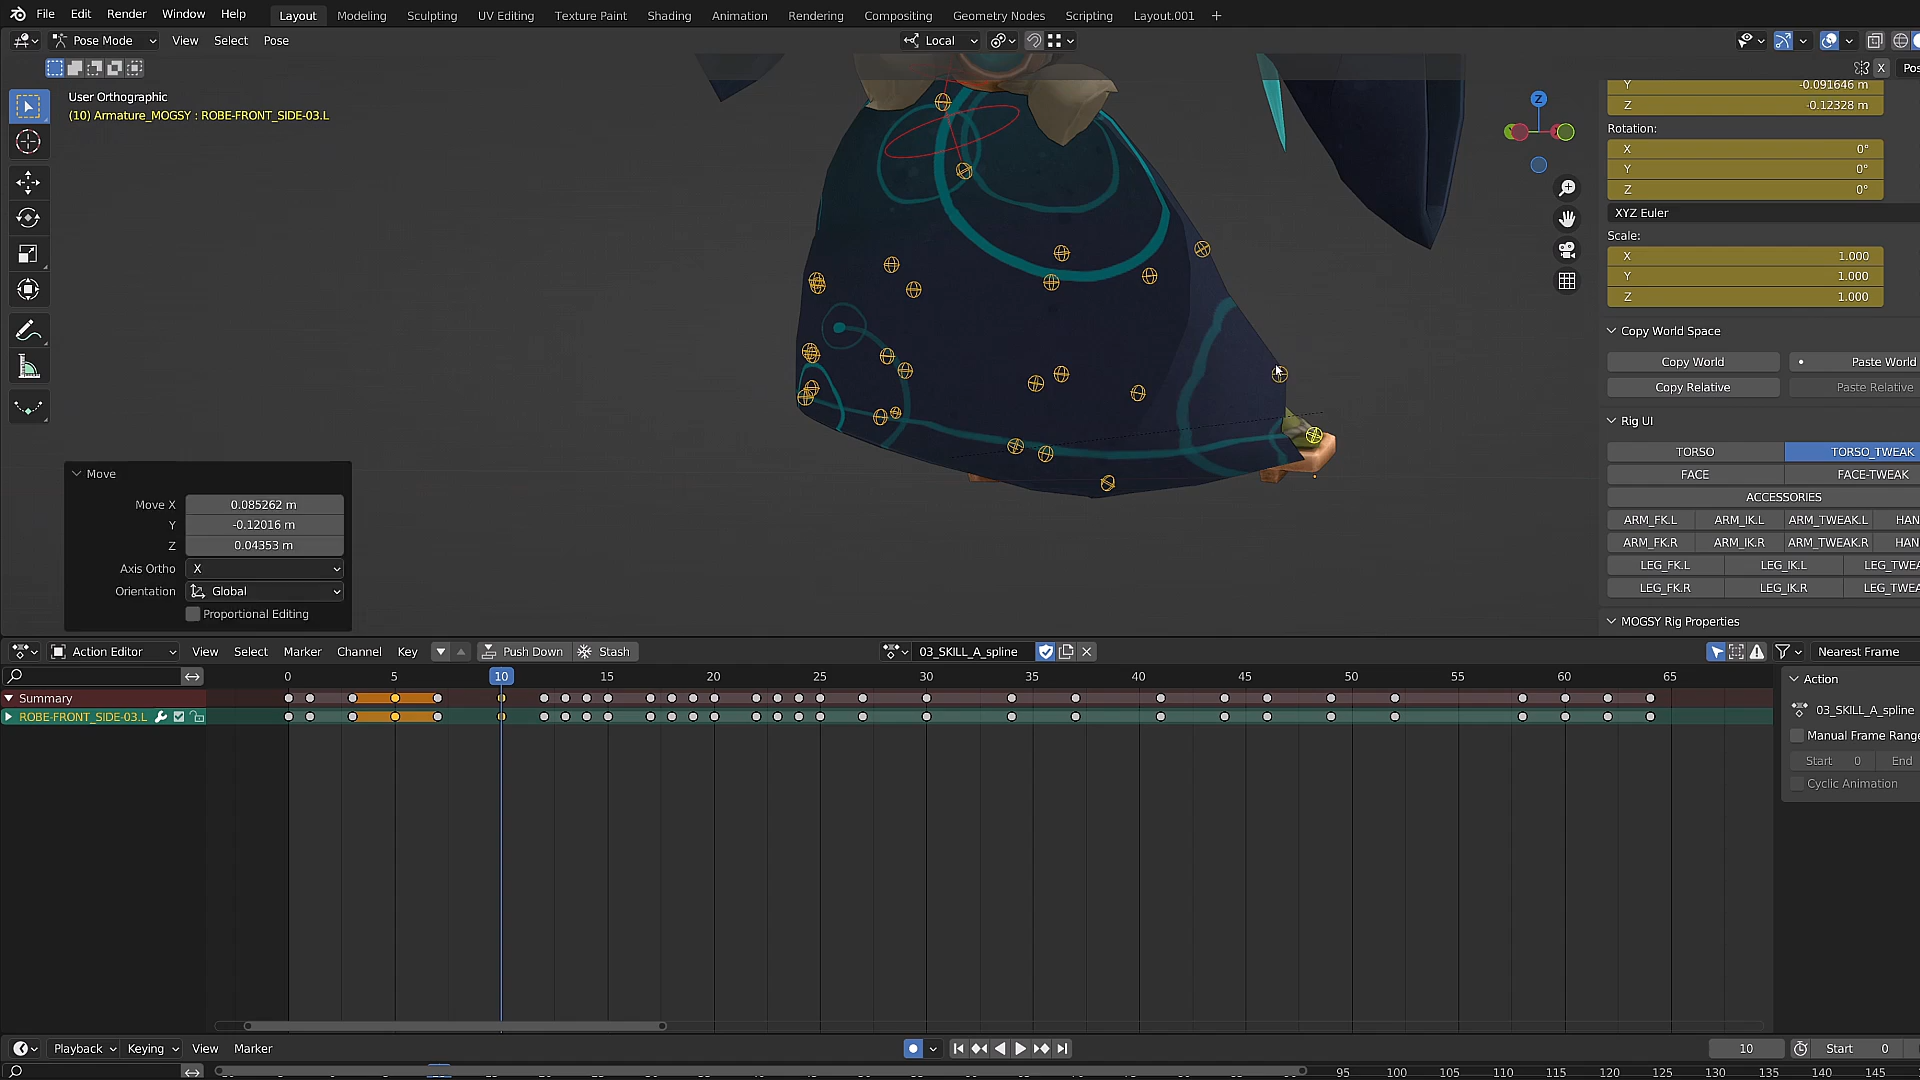 File Edit Render Window Help Layout Modeling Sculpting UV Editing Texture Paint Shading Animation Rendering Compositing Geometry Nodes Scripting Layout.001 +
Pose Mode View Select Pose Local
X Pos
User Orthographic
(10) Armature_MOGSY : ROBE-FRONT_SIDE-03.L
Z
Y -0.091646 m
Z -0.12328 m
Rotation:
X 0°
Y 0°
Z 0°
XYZ Euler
Scale:
X 1.000
Y 1.000
Z 1.000
Copy World Space
Copy World Paste World
Copy Relative Paste Relative
Rig UI
TORSO TORSO_TWEAK
FACE FACE-TWEAK
ACCESSORIES
ARM_FK.L ARM_IK.L ARM_TWEAK.L HAN
ARM_FK.R ARM_IK.R ARM_TWEAK.R HAN
LEG_FK.L LEG_IK.L LEG_TWEA
LEG_FK.R LEG_IK.R LEG_TWEA
MOGSY Rig Properties
Move
Move X 0.085262 m
Y -0.12016 m
Z 0.04353 m
Axis Ortho X
Orientation Global
Proportional Editing
Action Editor View Select Marker Channel Key Push Down Stash 03_SKILL_A_spline Nearest Frame
0 5 10 15 20 25 30 35 40 45 50 55 60 65
Summary
ROBE-FRONT_SIDE-03.L
Action
03_SKILL_A_spline
Manual Frame Range
Start 0 End
Cyclic Animation
Playback Keying View Marker 10 Start 0
95 100 105 110 115 120 125 130 135 140 145